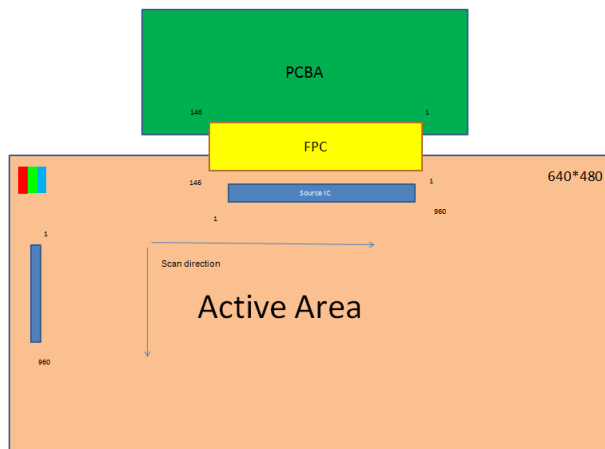 PCBA
146
1
FPC
146
1
640*480
Source IC
1
960
1
Scan direction
Active Area
960